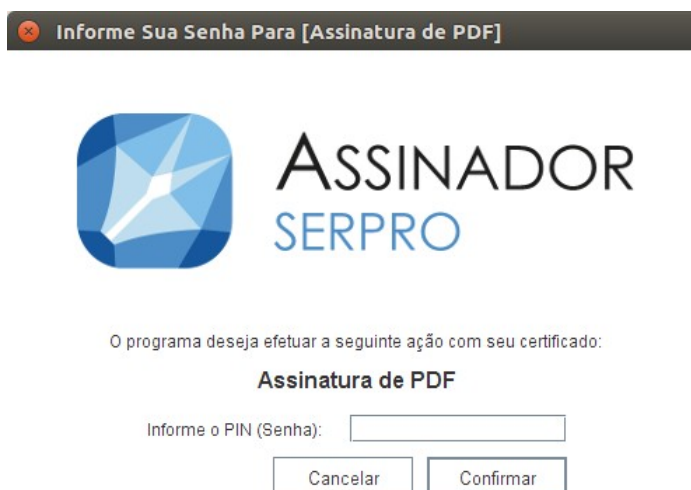 Informe Sua Senha Para [Assinatura de PDF]
ASSINADOR
SERPRO
O programa deseja efetuar a seguinte ação com seu certificado:
Assinatura de PDF
Informe o PIN (Senha):
Cancelar Confirmar